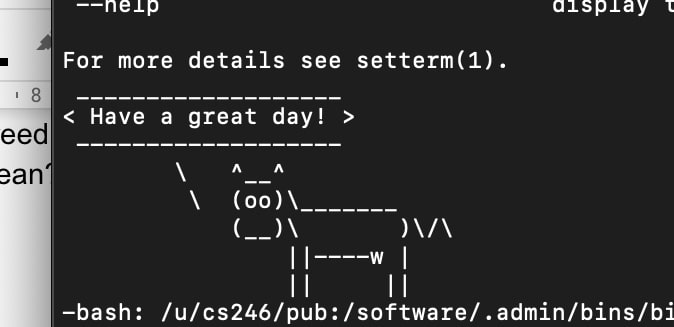 --help display t
For more details see setterm(1).
 __________________
< Have a great day! >
 ------------------
        \   ^__^
         \  (oo)\_______
            (__)\       )\/\
                ||----w |
                ||     ||
-bash: /u/cs246/pub:/software/.admin/bins/bi
8
eed
ean?